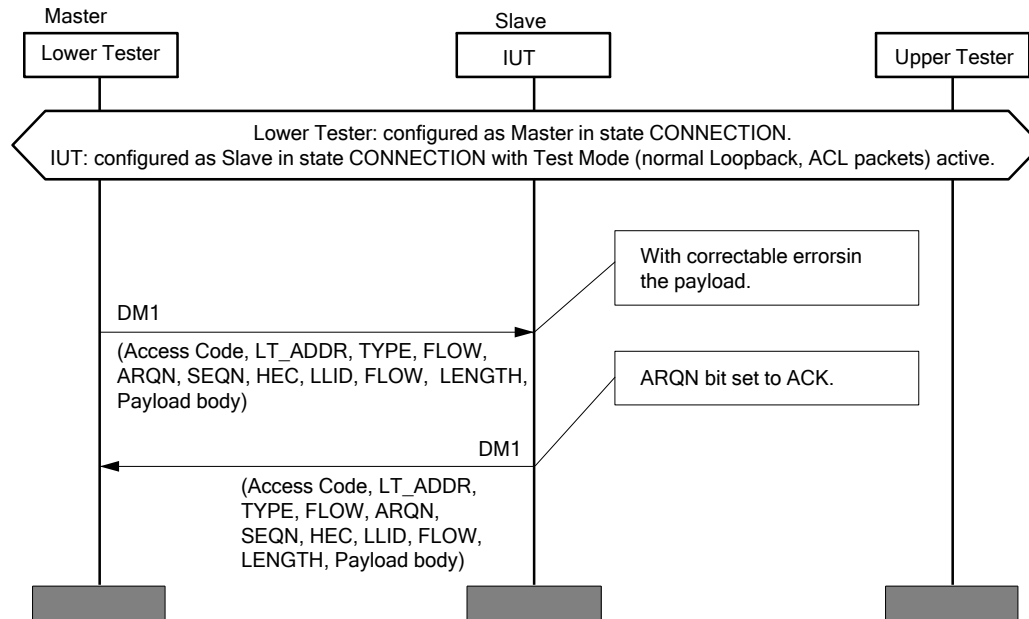 Master
Slave
Lower Tester
IUT
Upper Tester
Lower Tester: configured as Master in state CONNECTION.
IUT: configured as Slave in state CONNECTION with Test Mode (normal Loopback, ACL packets) active.
With correctable errorsin
the payload.
DM1
(Access Code, LT_ADDR, TYPE, FLOW,
ARQN, SEQN, HEC, LLID, FLOW, LENGTH,
Payload body)
ARQN bit set to ACK.
DM1
(Access Code, LT_ADDR,
TYPE, FLOW, ARQN,
SEQN, HEC, LLID, FLOW,
LENGTH, Payload body)